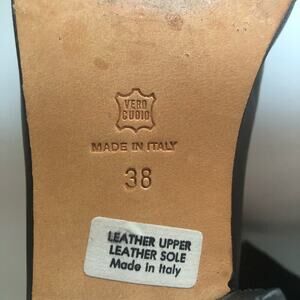 VERO
CUOIO
MADE IN ITALY
38
LEATHER UPPER
LEATHER SOLE
Made in Italy